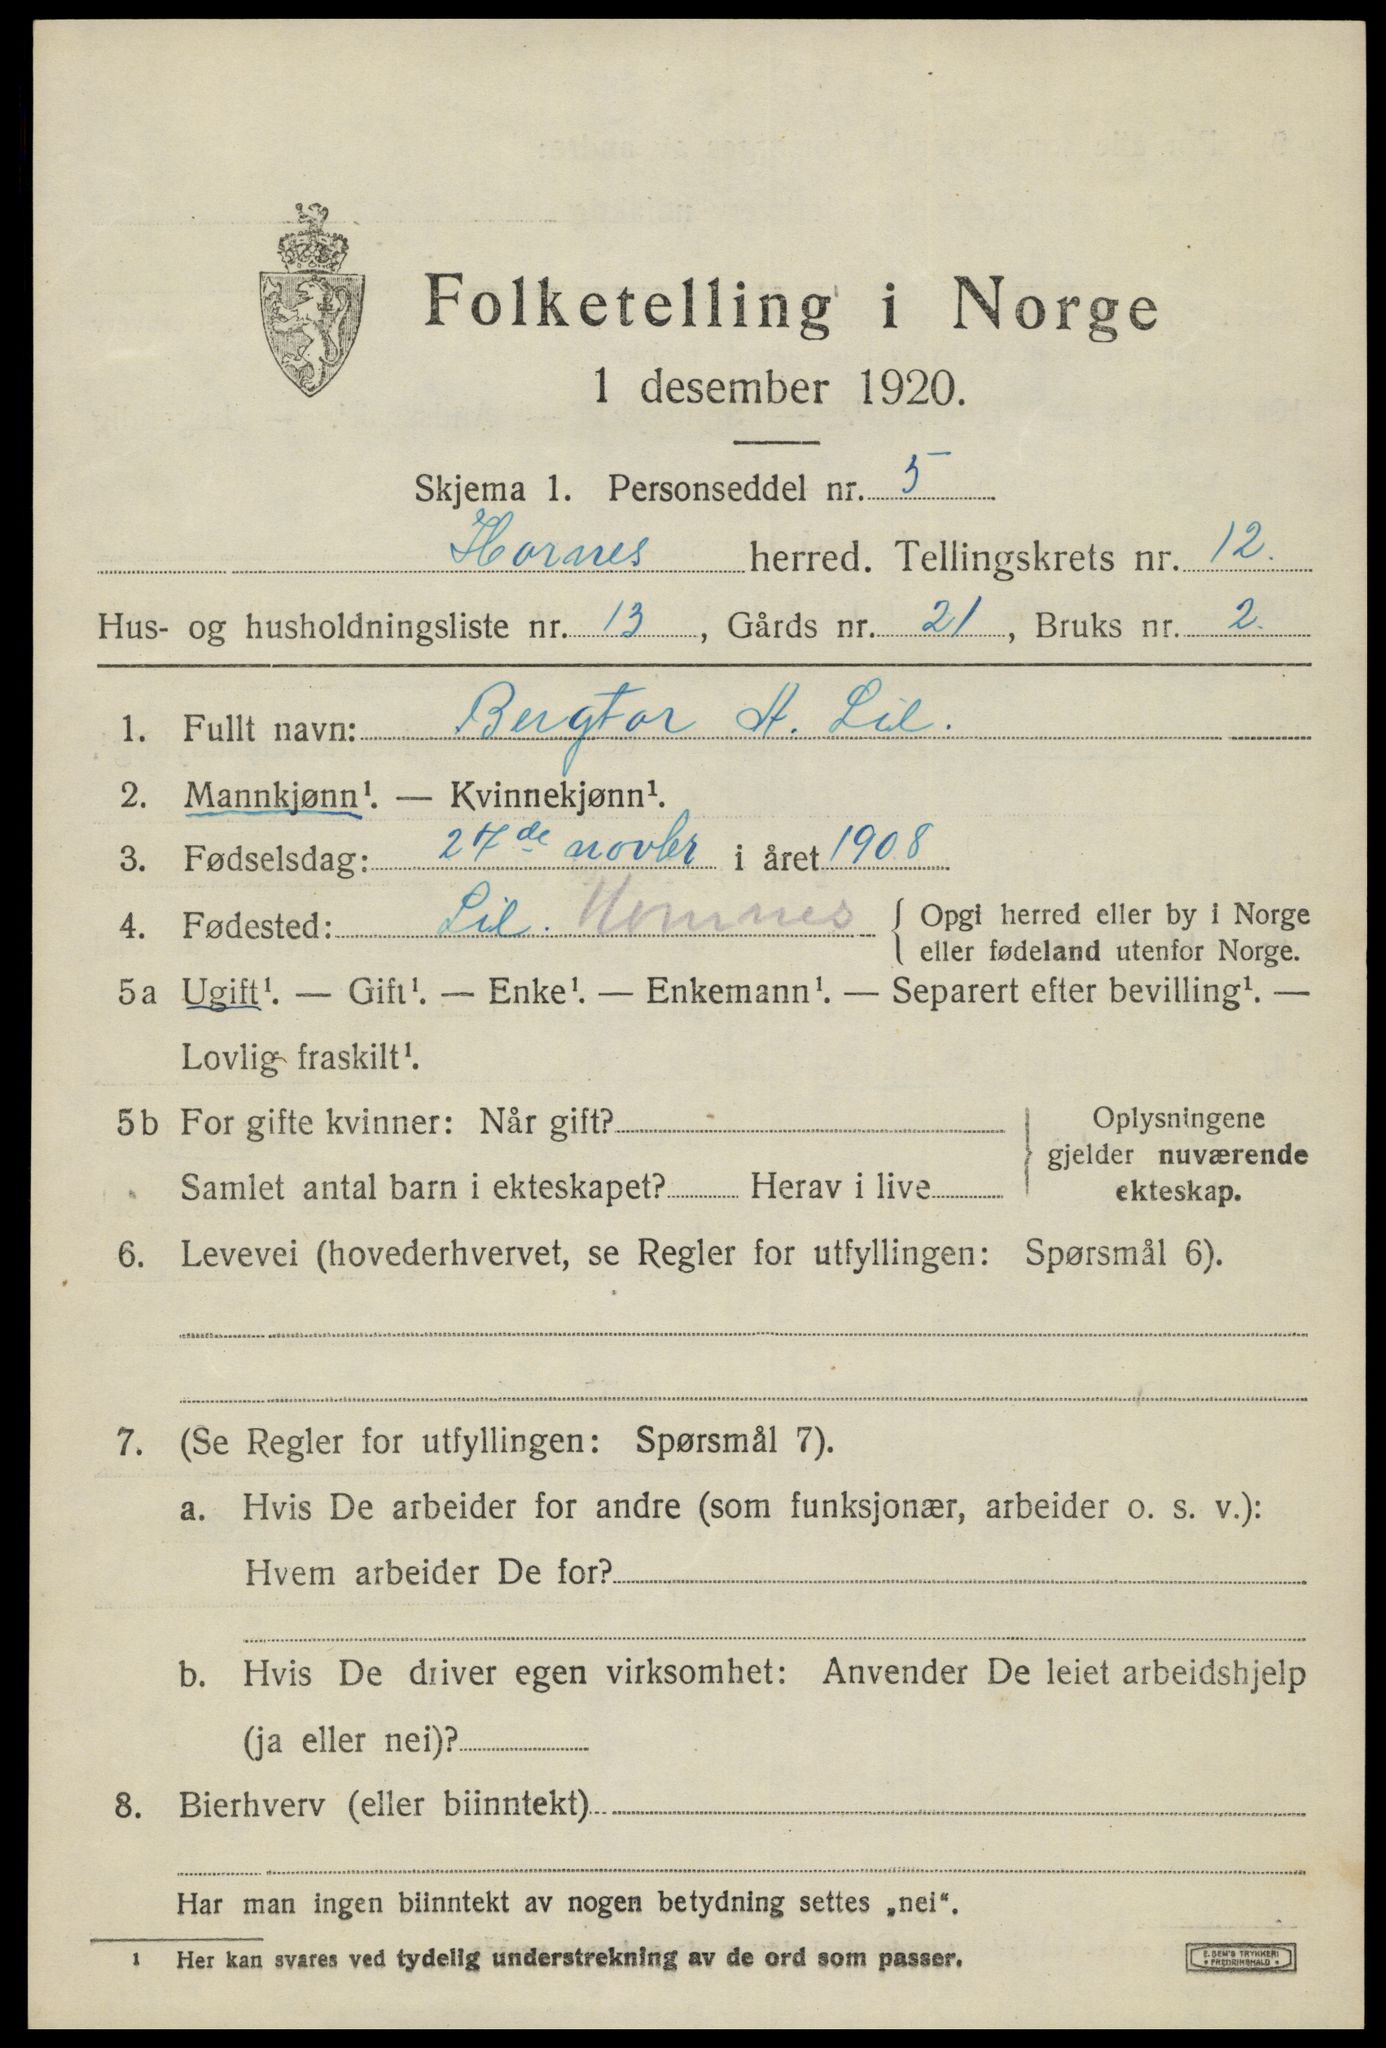 Folketelling i Norge
1 desember 1920.
Skjema 1. Personseddel nr. 5
Hornes herred. Tellingskrets nr. 12.
Hus- og husholdningsliste nr. 13, Gårds nr. 21, Bruks nr. 2.
1. Fullt navn: Bergtor A. Lil.
2. Mannkjønn¹. — Kvinnekjønn¹.
3. Fødselsdag: 27de novbr i året 1908
4. Fødested: Lil. Hornnes { Opgi herred eller by i Norge
eller fødeland utenfor Norge.
5a Ugift¹. — Gift¹. — Enke¹. — Enkemann¹. — Separert efter bevilling¹. —
Lovlig fraskilt¹.
5b For gifte kvinner: Når gift? } Oplysningene
gjelder nuværende
Samlet antal barn i ekteskapet? Herav i live ekteskap.
6. Levevei (hovederhvervet, se Regler for utfyllingen: Spørsmål 6).
7. (Se Regler for utfyllingen: Spørsmål 7).
a. Hvis De arbeider for andre (som funksjonær, arbeider o. s. v.):
Hvem arbeider De for?
b. Hvis De driver egen virksomhet: Anvender De leiet arbeidshjelp
(ja eller nei)?
8. Bierhverv (eller biinntekt)
Har man ingen biinntekt av nogen betydning settes „nei“.
1 Her kan svares ved tydelig understrekning av de ord som passer.
E. SEM'S TRYKKERI
• FREDRIKSHALD •